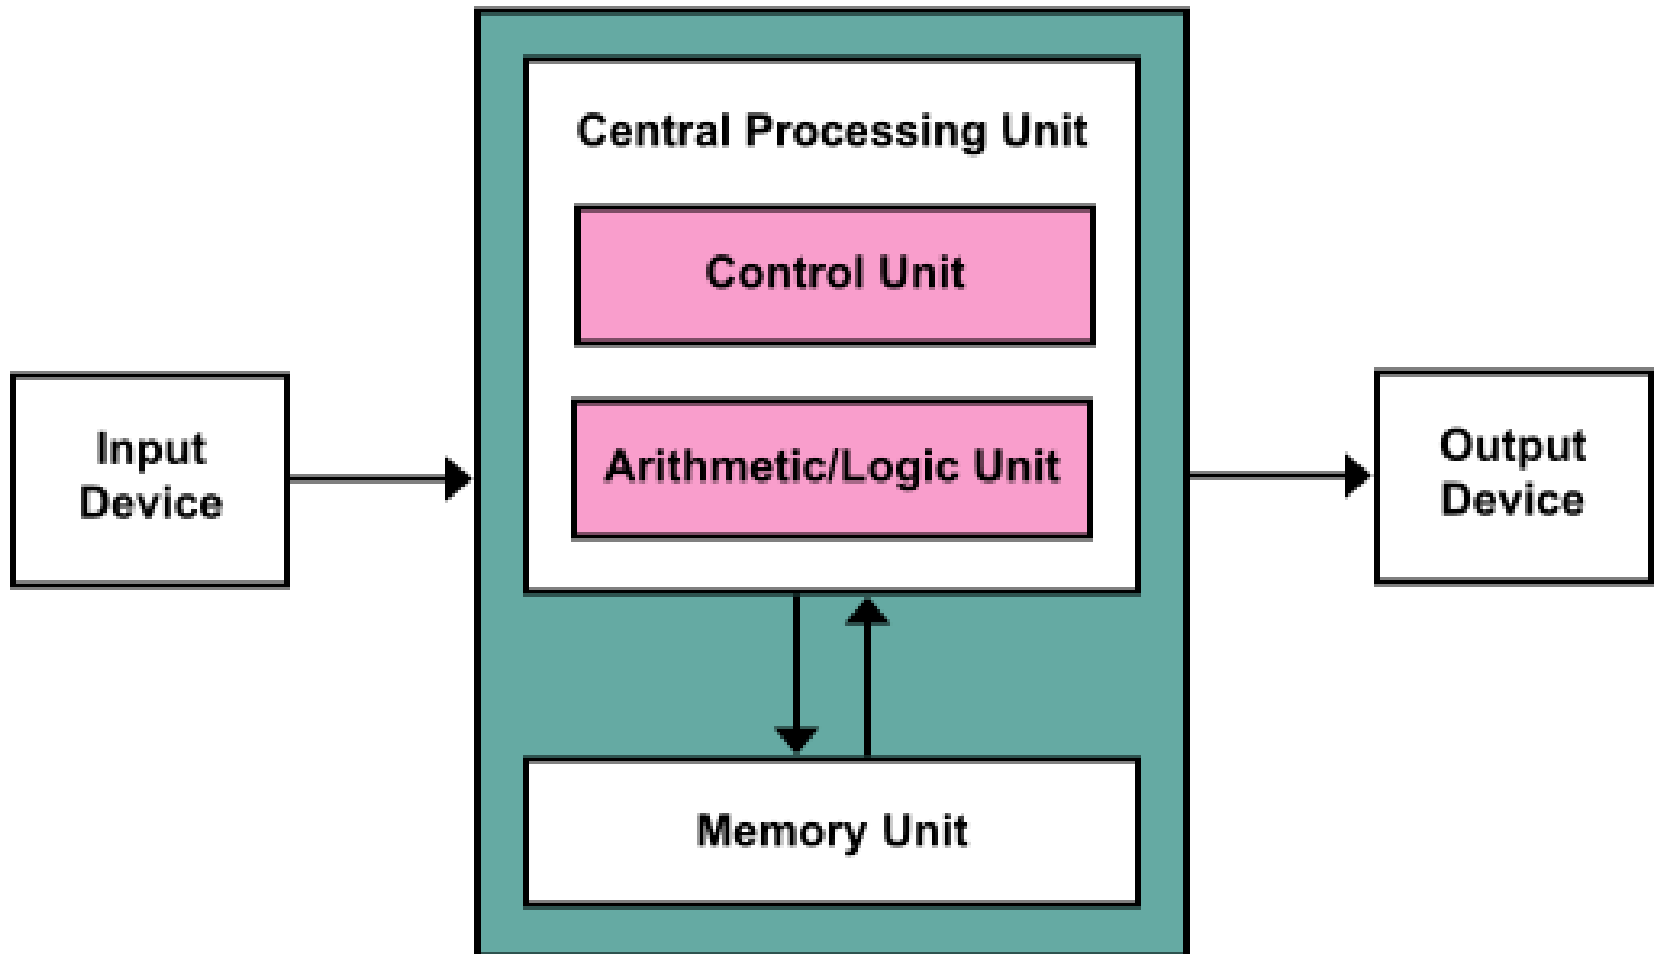 Central Processing Unit
Control Unit
Arithmetic/Logic Unit
Input
Device
Output
Device
Memory Unit